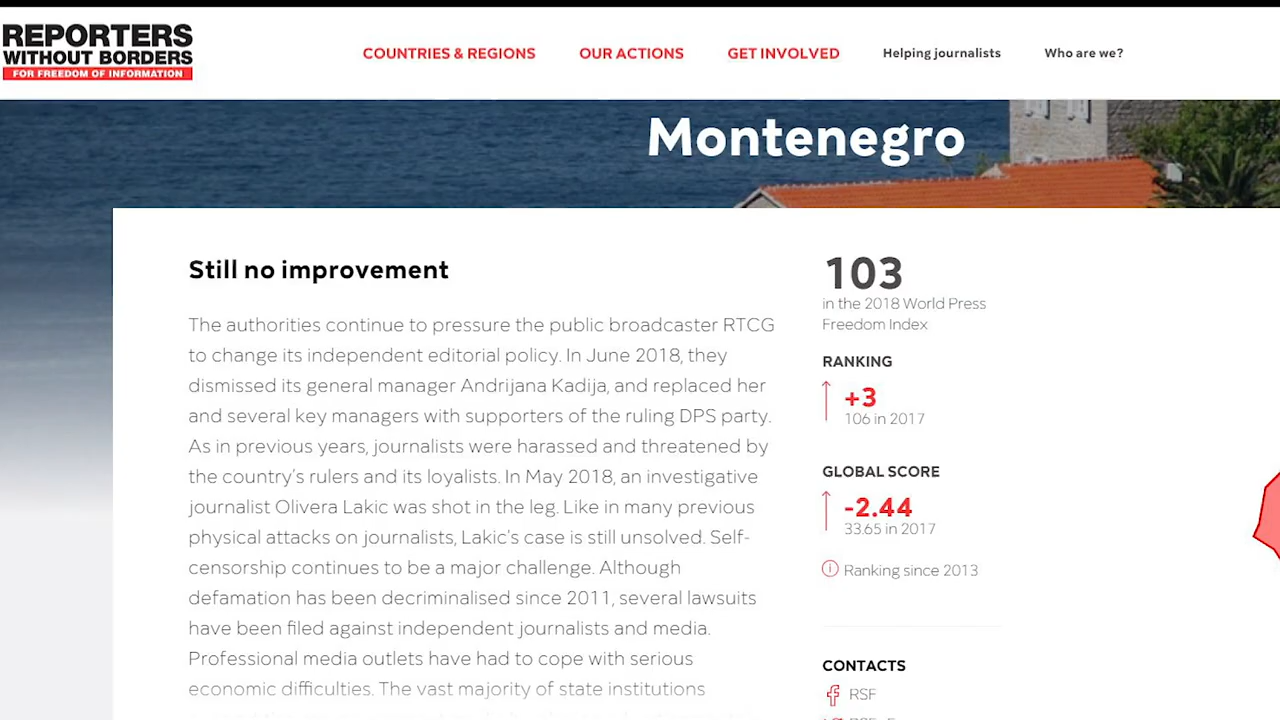 REPORTERS
WITHOUT BORDERS
FOR FREEDOM OF INFORMATION
COUNTRIES & REGIONS
OUR ACTIONS
GET INVOLVED
Helping journalists
Who are we?
Montenegro
Still no improvement
The authorities continue to pressure the public broadcaster RTCG
to change its independent editorial policy. In June 2018, they
dismissed its general manager Andrijana Kadija, and replaced her
and several key managers with supporters of the ruling DPS party.
As in previous years, journalists were harassed and threatened by
the country's rulers and its loyalists. In May 2018, an investigative
journalist Olivera Lakic was shot in the leg. Like in many previous
physical attacks on journalists, Lakic's case is still unsolved. Self-
censorship continues to be a major challenge. Although
defamation has been decriminalised since 2011, several lawsuits
have been filed against independent journalists and media.
Professional media outlets have had to cope with serious
economic difficulties. The vast majority of state institutions
103
in the 2018 World Press
Freedom Index
RANKING
+3
106 in 2017
GLOBAL SCORE
-2.44
33.65 in 2017
Ranking since 2013
CONTACTS
RSF